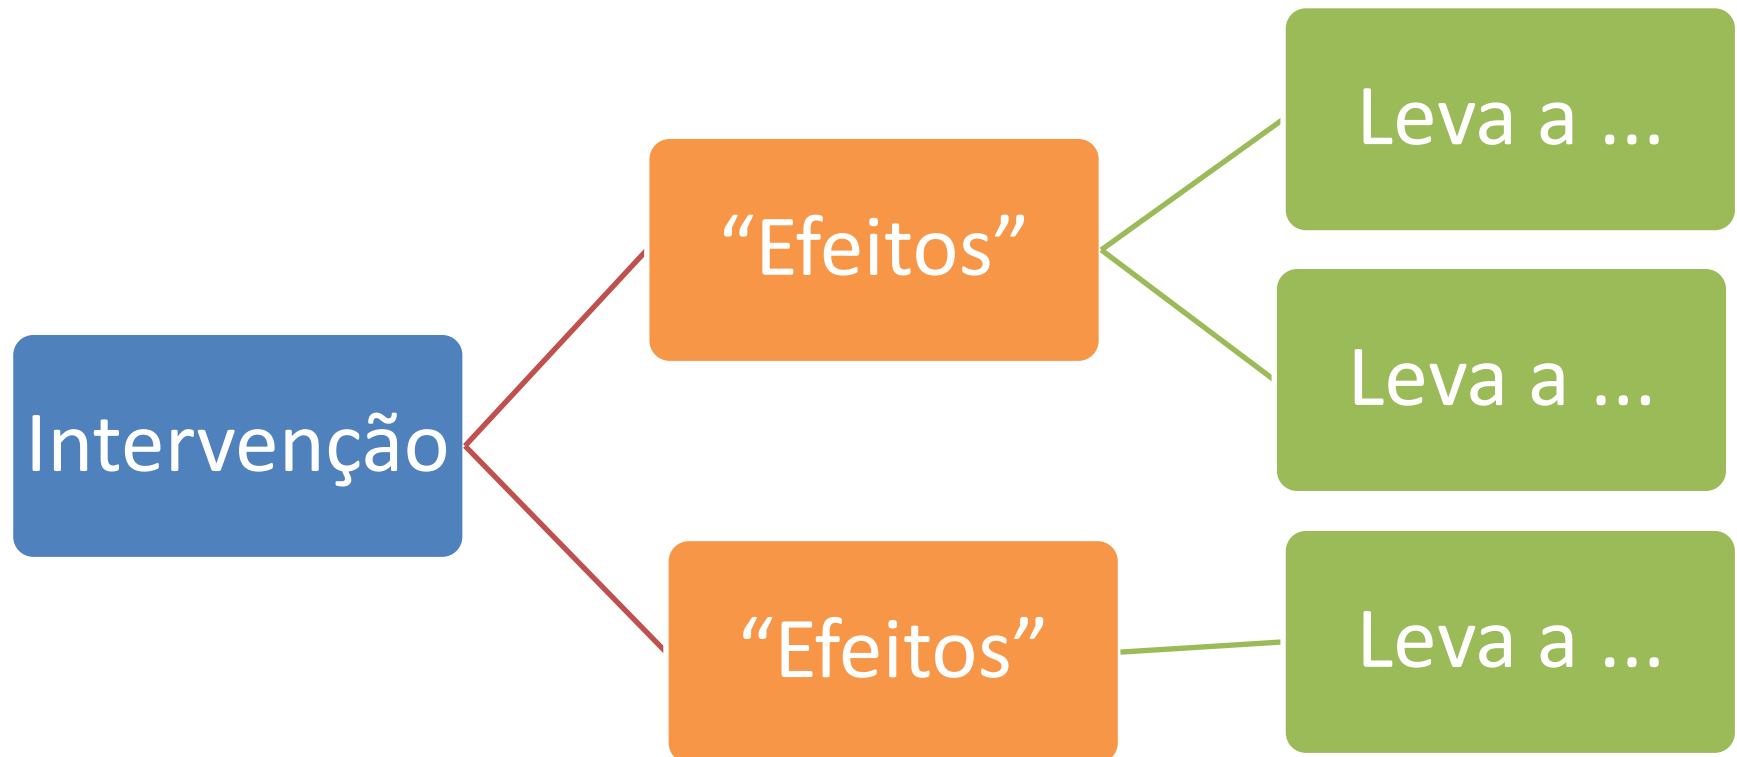 Intervenção
“Efeitos”
Leva a ...
Leva a ...
“Efeitos”
Leva a ...